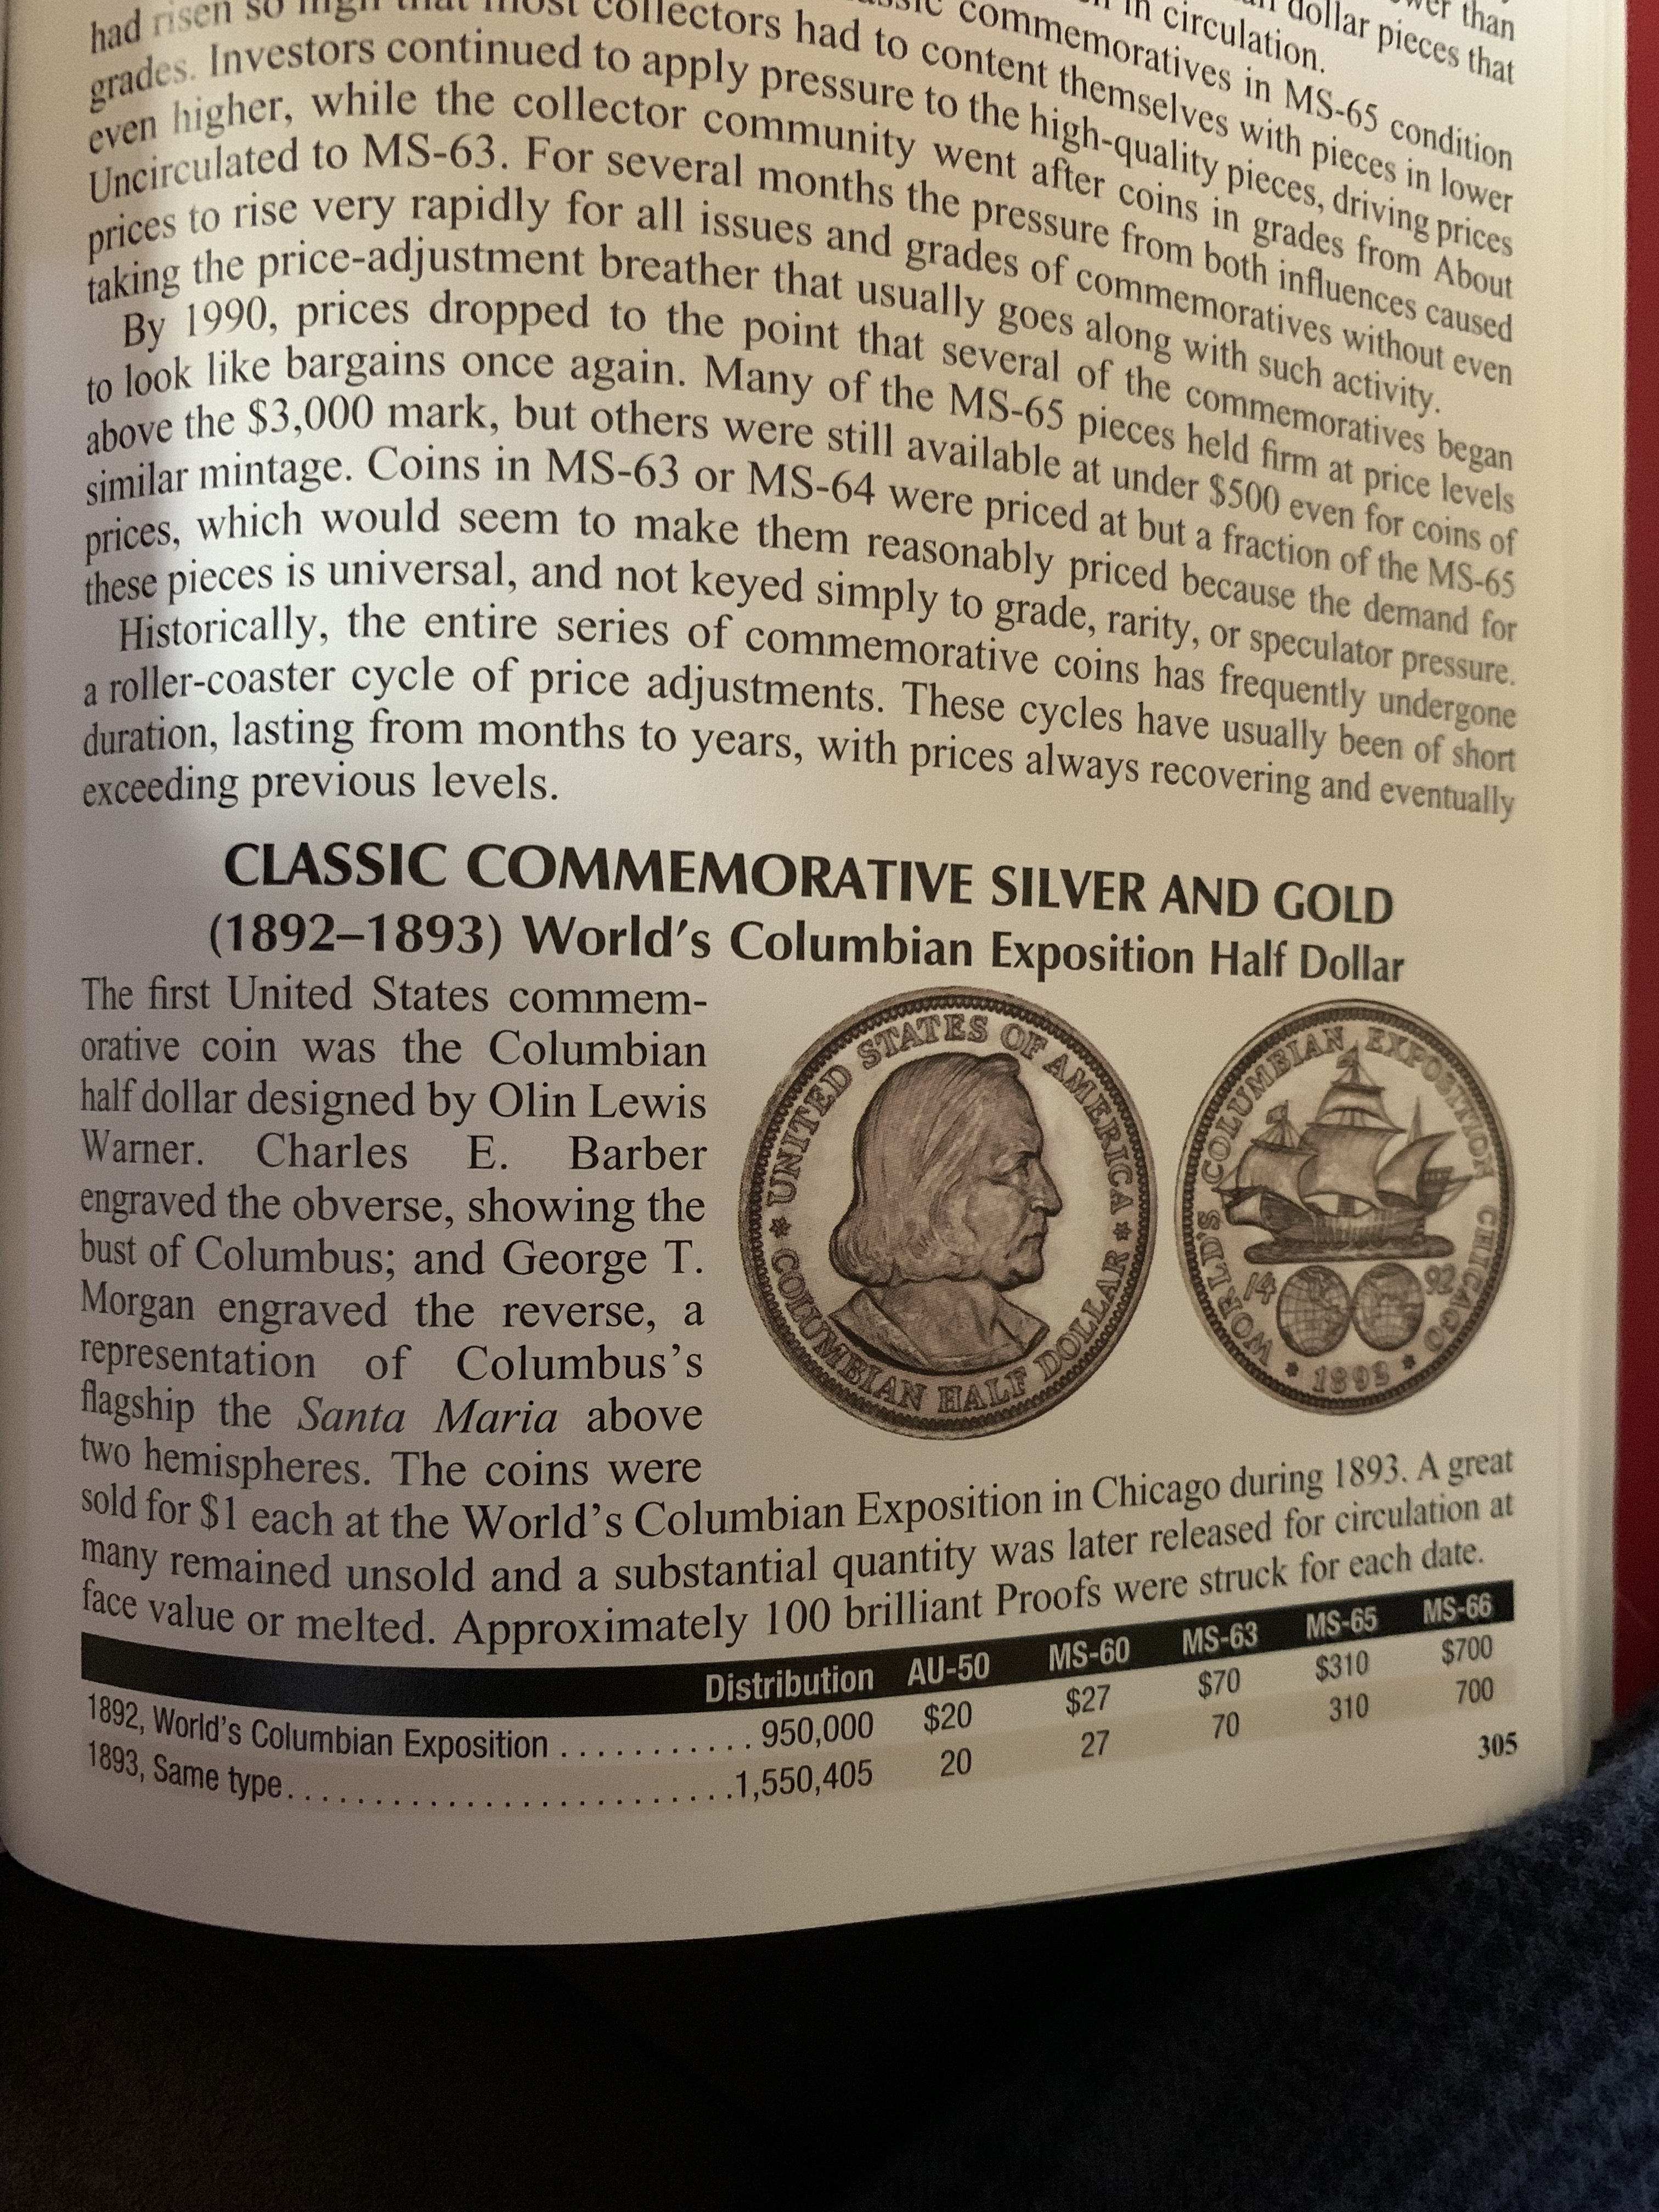 wer than
in circulation. dollar pieces that
commemoratives in MS-65 condition
had risen so high that most collectors had to content themselves with pieces in lower
grades. Investors continued to apply pressure to the high-quality pieces, driving prices
even higher, while the collector community went after coins in grades from About
Uncirculated to MS-63. For several months the pressure from both influences caused
prices to rise very rapidly for all issues and grades of commemoratives without even
taking the price-adjustment breather that usually goes along with such activity.
By 1990, prices dropped to the point that several of the commemoratives began
to look like bargains once again. Many of the MS-65 pieces held firm at price levels
above the $3,000 mark, but others were still available at under $500 even for coins of
similar mintage. Coins in MS-63 or MS-64 were priced at but a fraction of the MS-65
prices, which would seem to make them reasonably priced because the demand for
these pieces is universal, and not keyed simply to grade, rarity, or speculator pressure.
Historically, the entire series of commemorative coins has frequently undergone
a roller-coaster cycle of price adjustments. These cycles have usually been of short
duration, lasting from months to years, with prices always recovering and eventually
exceeding previous levels.
CLASSIC COMMEMORATIVE SILVER AND GOLD
(1892–1893) World's Columbian Exposition Half Dollar
The first United States commem-
orative coin was the Columbian
half dollar designed by Olin Lewis
Warner. Charles E. Barber
engraved the obverse, showing the
bust of Columbus; and George T.
Morgan engraved the reverse, a
representation of Columbus's
flagship the Santa Maria above
two hemispheres. The coins were
sold for $1 each at the World's Columbian Exposition in Chicago during 1893. A great
many remained unsold and a substantial quantity was later released for circulation at
face value or melted. Approximately 100 brilliant Proofs were struck for each date.
UNITED STATES OF AMERICA
COLUMBIAN HALF DOLLAR
WORLD'S COLUMBIAN EXPOSITION CHICAGO
14 92
1893
Distribution AU-50 MS-60 MS-63 MS-65 MS-66
1892, World's Columbian Exposition . . . . . . . . . . . 950,000 $20 $27 $70 $310 $700
1893, Same type. . . . . . . . . . . . . . . . . . . . . . . . . .1,550,405 20 27 70 310 700
305